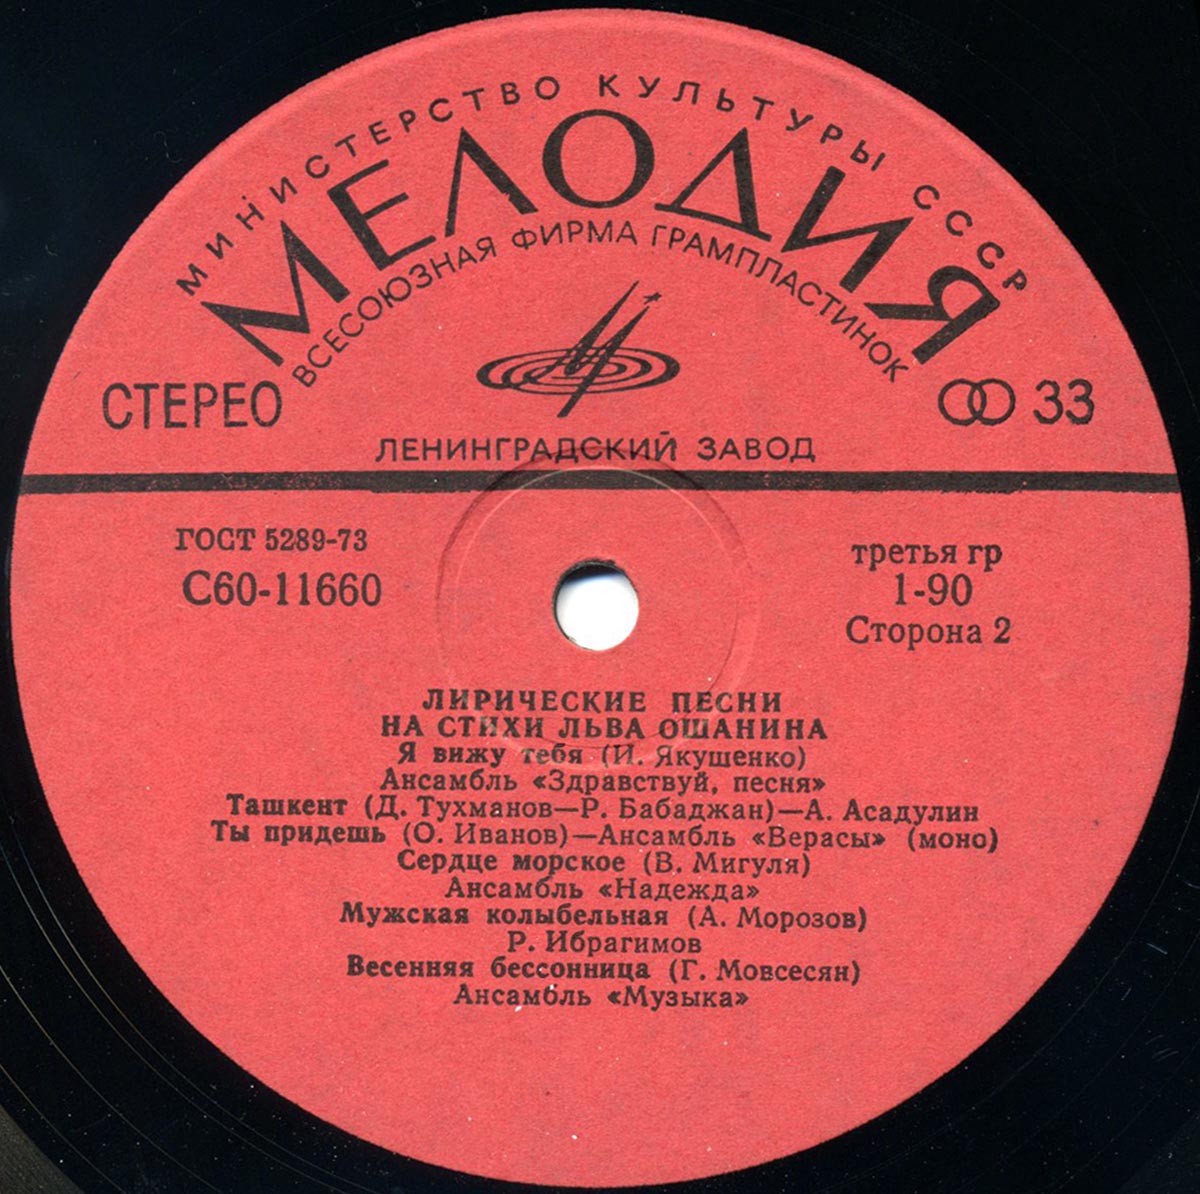 МИНИСТЕРСТВО КУЛЬТУРЫ СССР
МЕЛОДИЯ
ВСЕСОЮЗНАЯ ФИРМА ГРАМПЛАСТИНОК
СТЕРЕО
33
ЛЕНИНГРАДСКИЙ ЗАВОД
ГОСТ 5289-73
С60-11660
третья гр
1-90
Сторона 2
ЛИРИЧЕСКИЕ ПЕСНИ
НА СТИХИ ЛЬВА ОШАНИНА
Я вижу тебя (И. Якушенко)
Ансамбль «Здравствуй, песня»
Ташкент (Д. Тухманов—Р. Бабаджан)—А. Асадулин
Ты придешь (О. Иванов)—Ансамбль «Верасы» (моно)
Сердце морское (В. Мигуля)
Ансамбль «Надежда»
Мужская колыбельная (А. Морозов)
Р. Ибрагимов
Весенняя бессонница (Г. Мовсесян)
Ансамбль «Музыка»